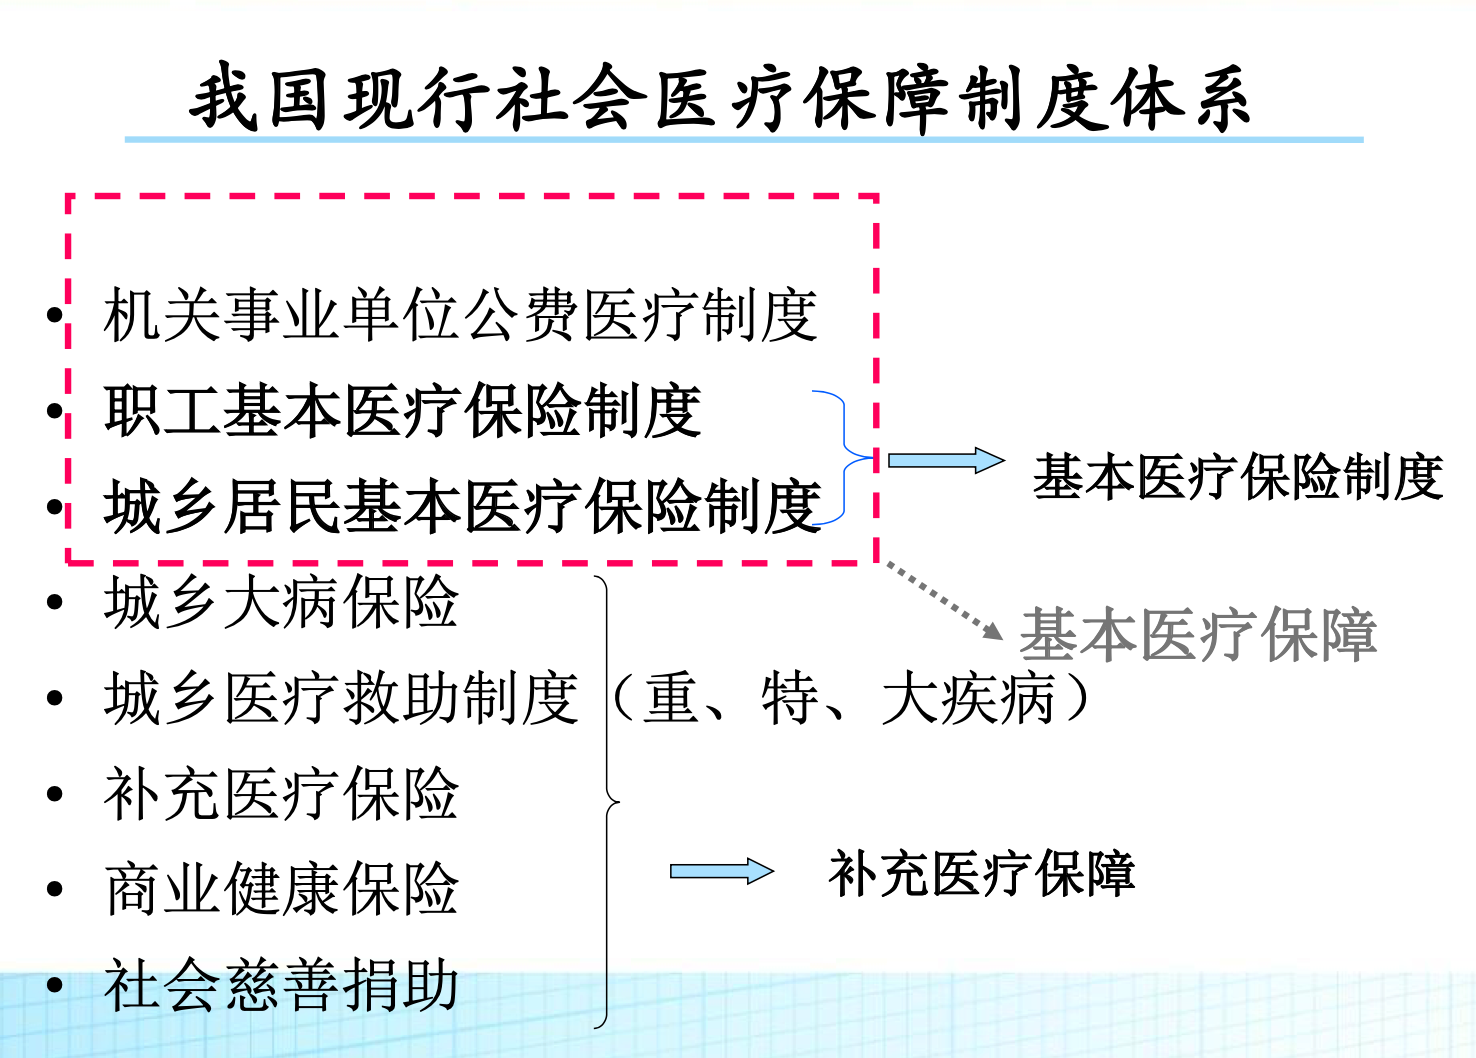 我国现行社会医疗保障制度体系
• 机关事业单位公费医疗制度
• 职工基本医疗保险制度
• 城乡居民基本医疗保险制度
基本医疗保险制度
• 城乡大病保险
基本医疗保障
• 城乡医疗救助制度（重、特、大疾病）
• 补充医疗保险
• 商业健康保险
补充医疗保障
• 社会慈善捐助